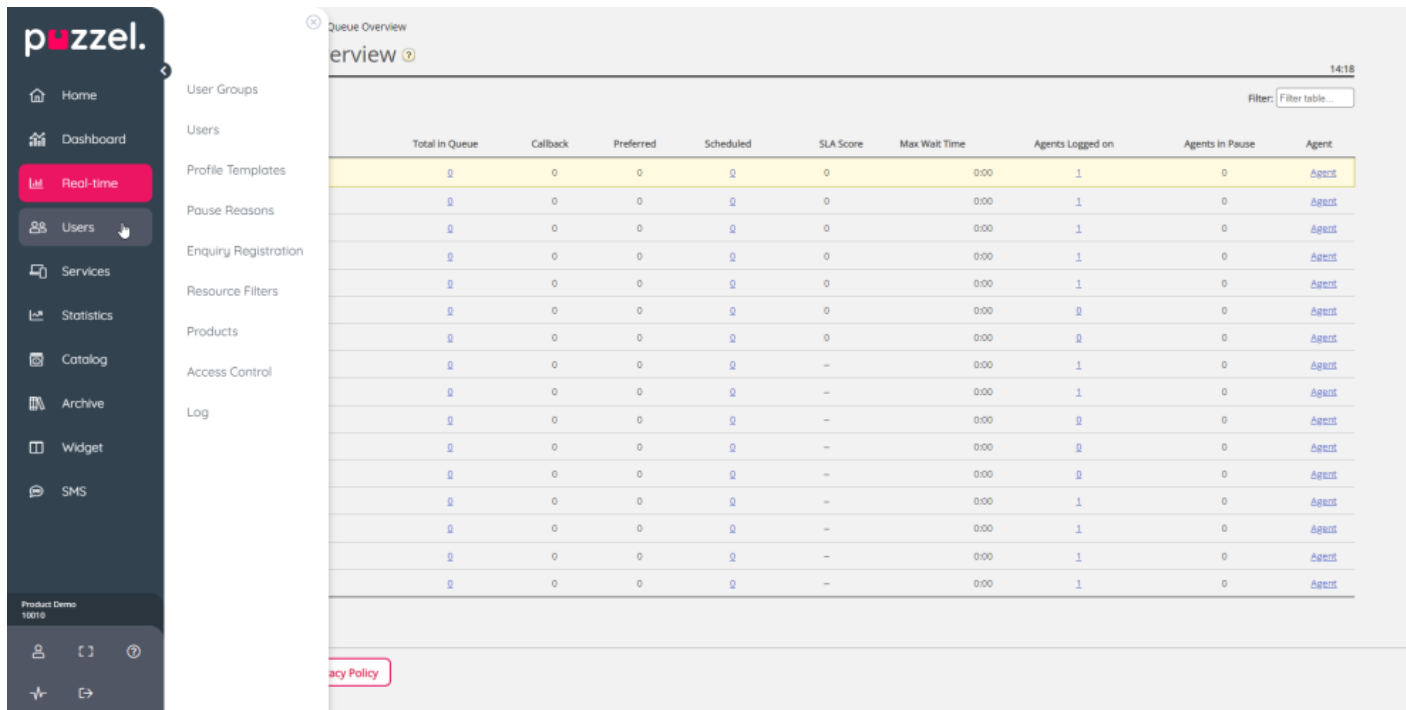 puzzel.
Home
Dashboard
Real-time
Users
Services
Statistics
Catalog
Archive
Widget
SMS
Product Demo
10010
User Groups
Users
Profile Templates
Pause Reasons
Enquiry Registration
Resource Filters
Products
Access Control
Log
Queue Overview
erview ?
14:18
Filter: Filter table...
Total in Queue Callback Preferred Scheduled SLA Score Max Wait Time Agents Logged on Agents in Pause Agent
0 0 0 0 0 0:00 1 0 Agent
0 0 0 0 0 0:00 1 0 Agent
0 0 0 0 0 0:00 1 0 Agent
0 0 0 0 0 0:00 1 0 Agent
0 0 0 0 0 0:00 1 0 Agent
0 0 0 0 0 0:00 0 0 Agent
0 0 0 0 0 0:00 0 0 Agent
0 0 0 0 – 0:00 1 0 Agent
0 0 0 0 – 0:00 1 0 Agent
0 0 0 0 – 0:00 0 0 Agent
0 0 0 0 – 0:00 0 0 Agent
0 0 0 0 – 0:00 0 0 Agent
0 0 0 0 – 0:00 1 0 Agent
0 0 0 0 – 0:00 1 0 Agent
0 0 0 0 – 0:00 1 0 Agent
0 0 0 0 – 0:00 1 0 Agent
acy Policy